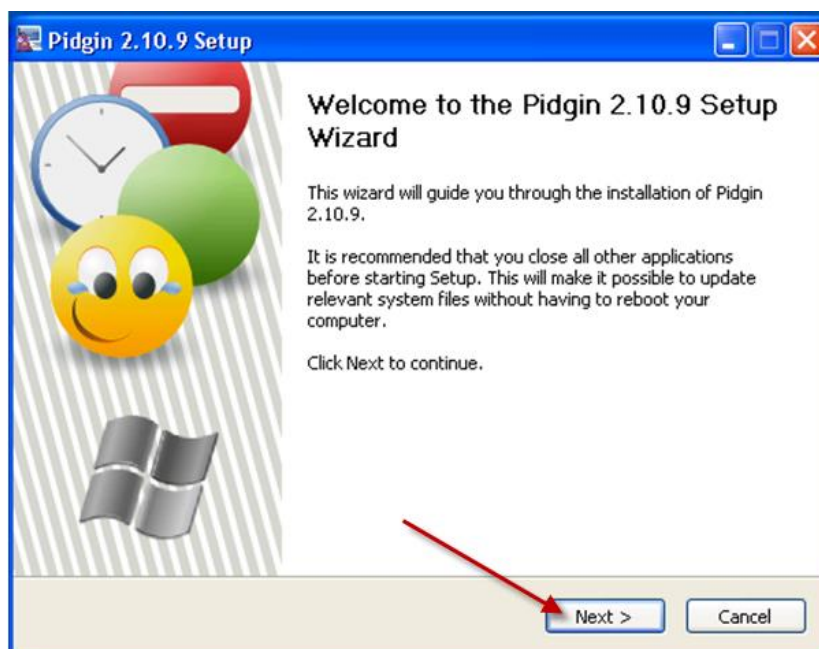 Pidgin 2.10.9 Setup
Welcome to the Pidgin 2.10.9 Setup
Wizard
This wizard will guide you through the installation of Pidgin
2.10.9.
It is recommended that you close all other applications
before starting Setup. This will make it possible to update
relevant system files without having to reboot your
computer.
Click Next to continue.
Next >
Cancel